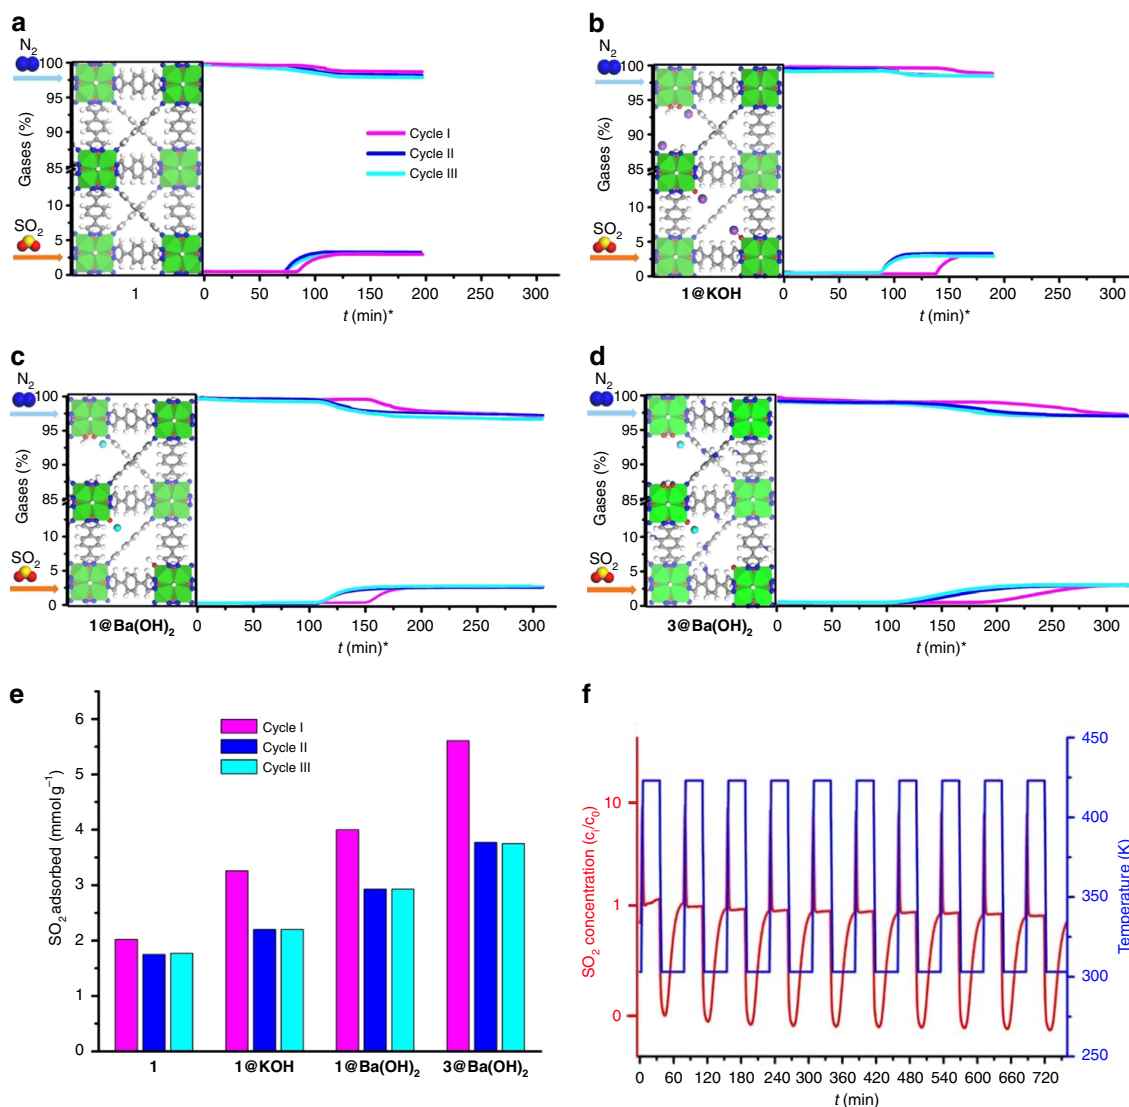 a
N2
100
95
90
85
10
5
0
Gases (%)
SO2
Cycle I
Cycle II
Cycle III
1
0 50 100 150 200 250 300
t (min)*
b
N2
100
95
90
85
10
5
0
Gases (%)
SO2
1@KOH
0 50 100 150 200 250 300
t (min)*
c
N2
100
95
90
85
10
5
0
Gases (%)
SO2
1@Ba(OH)2
0 50 100 150 200 250 300
t (min)*
d
N2
100
95
90
85
10
5
0
Gases (%)
SO2
3@Ba(OH)2
0 50 100 150 200 250 300
t (min)*
e
6
5
4
3
2
1
0
SO2 adsorbed (mmol g−1)
Cycle I
Cycle II
Cycle III
1 1@KOH 1@Ba(OH)2 3@Ba(OH)2
f
10
1
0
SO2 concentration (ci/c0)
450
400
350
300
250
Temperature (K)
0 60 120 180 240 300 360 420 480 540 600 660 720
t (min)